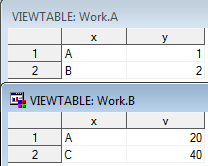 VIEWTABLE: Work.A
x y
1 A 1
2 B 2
VIEWTABLE: Work.B
x v
1 A 20
2 C 40